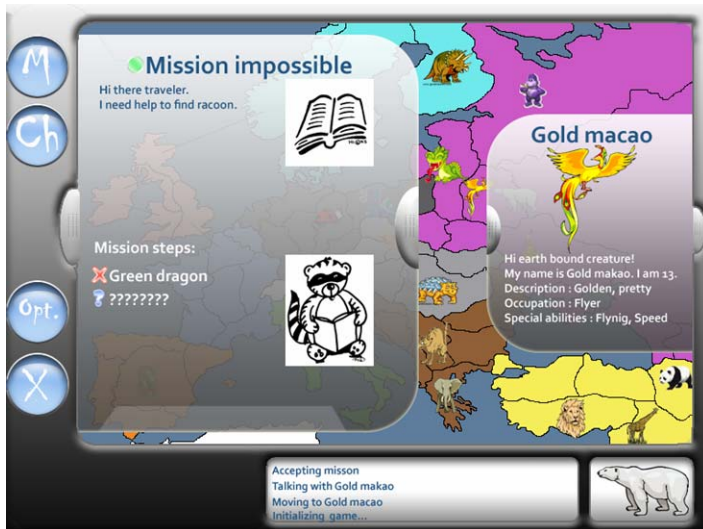 M
Ch
Opt.
X
Mission impossible
Hi there traveler.
I need help to find racoon.
Mission steps:
Green dragon
????????
Gold macao
Hi earth bound creature!
My name is Gold makao. I am 13.
Description : Golden, pretty
Occupation : Flyer
Special abilities : Flynig, Speed
Accepting misson
Talking with Gold makao
Moving to Gold macao
Initializing game...